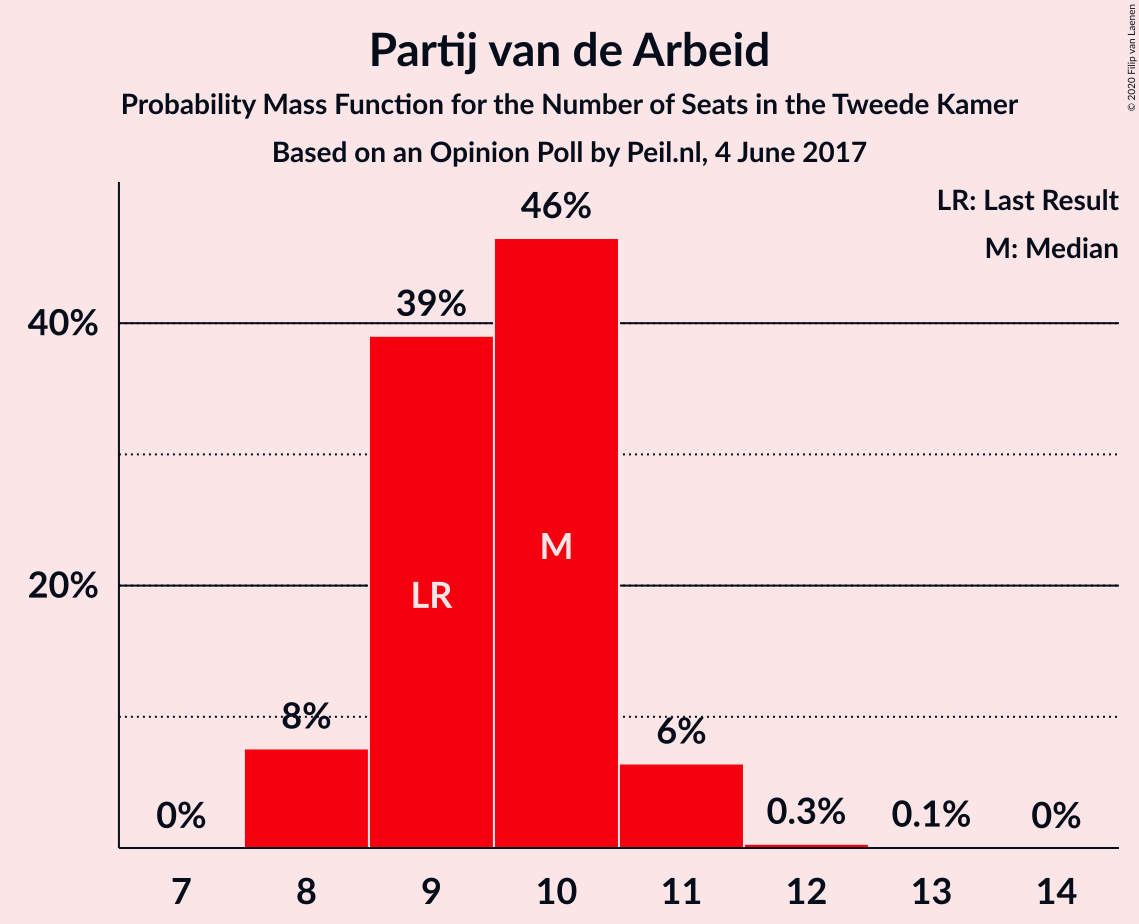 Partij van de Arbeid
Probability Mass Function for the Number of Seats in the Tweede Kamer
Based on an Opinion Poll by Peil.nl, 4 June 2017
© 2020 Filip van Laenen
LR: Last Result
M: Median
46%
39%
40%
M
20%
LR
8%
6%
0%
0.3%
0.1%
0%
7 8 9 10 11 12 13 14